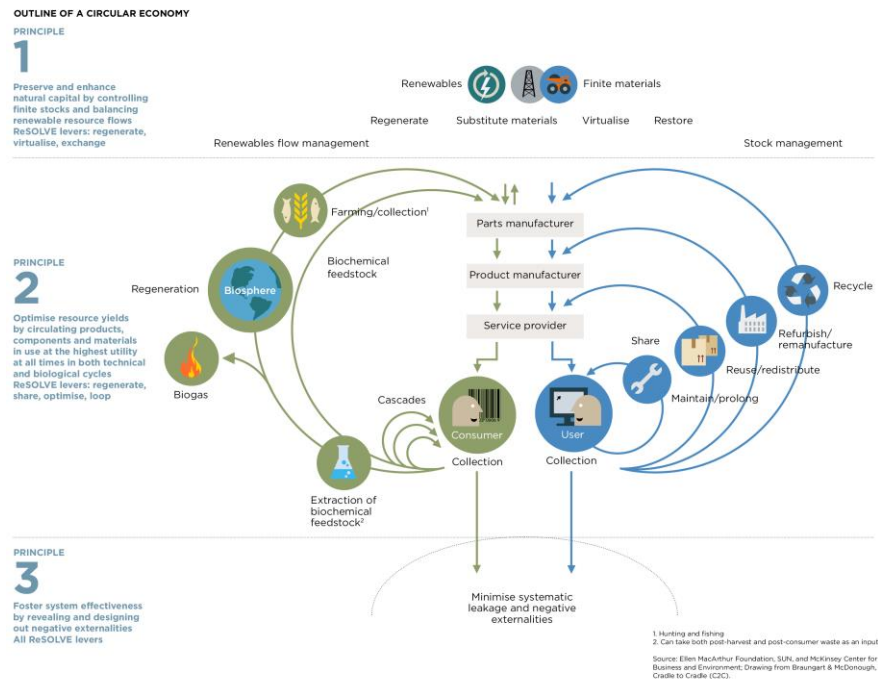 OUTLINE OF A CIRCULAR ECONOMY
PRINCIPLE
1
Preserve and enhance
natural capital by controlling
finite stocks and balancing
renewable resource flows
ReSOLVE levers: regenerate,
virtualise, exchange
Renewables
Finite materials
Regenerate
Substitute materials
Virtualise
Restore
Renewables flow management
Stock management
PRINCIPLE
2
Optimise resource yields
by circulating products,
components and materials
in use at the highest utility
at all times in both technical
and biological cycles
ReSOLVE levers: regenerate,
share, optimise, loop
Farming/collection¹
Biochemical
feedstock
Regeneration
Biosphere
Biogas
Cascades
Extraction of
biochemical
feedstock²
Parts manufacturer
Product manufacturer
Service provider
Consumer
Collection
User
Collection
Share
Maintain/prolong
Reuse/redistribute
Refurbish/
remanufacture
Recycle
PRINCIPLE
3
Foster system effectiveness
by revealing and designing
out negative externalities
All ReSOLVE levers
Minimise systematic
leakage and negative
externalities
1. Hunting and fishing
2. Can take both post-harvest and post-consumer waste as an input
Source: Ellen MacArthur Foundation, SUN, and McKinsey Center for
Business and Environment; Drawing from Braungart & McDonough,
Cradle to Cradle (C2C).